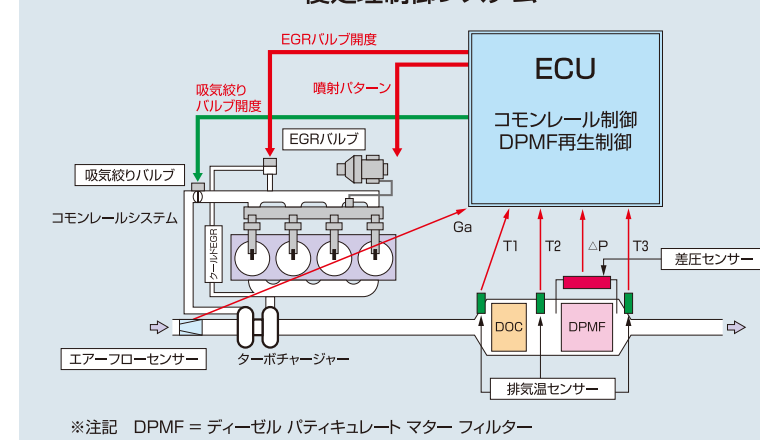 EGRバルブ開度
ECU
吸気絞り
バルブ開度
噴射パターン
コモンレール制御
DPMF再生制御
EGRバルブ
吸気絞りバルブ
コモンレールシステム
クールドEGR
Ga
T1
T2
△P
T3
差圧センサー
DOC
DPMF
エアーフローセンサー
ターボチャージャー
排気温センサー
※注記 DPMF = ディーゼル パティキュレート マター フィルター